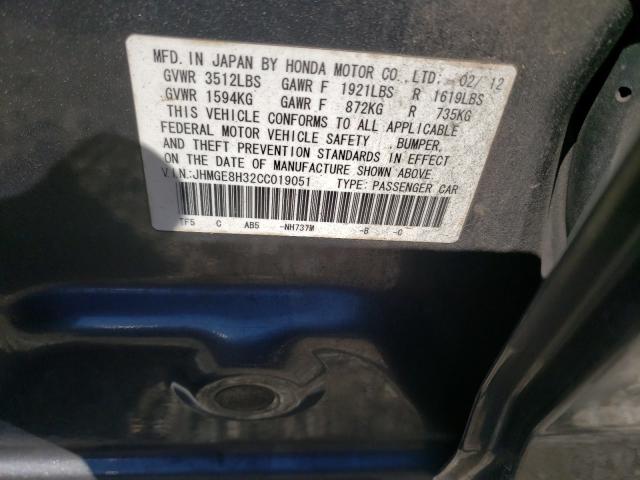 MFD. IN JAPAN BY HONDA MOTOR CO., LTD: 02/12
GVWR 3512LBS GAWR F 1921LBS R 1619LBS
GVWR 1594KG GAWR F 872KG R 735KG
THIS VEHICLE CONFORMS TO ALL APPLICABLE
FEDERAL MOTOR VEHICLE SAFETY, BUMPER,
AND THEFT PREVENTION STANDARDS IN EFFECT
ON THE DATE OF MANUFACTURE SHOWN ABOVE.
V.I.N.:JHMGE8H32CC019051 TYPE: PASSENGER CAR
TF5 C AB5 -NH737M -B -C